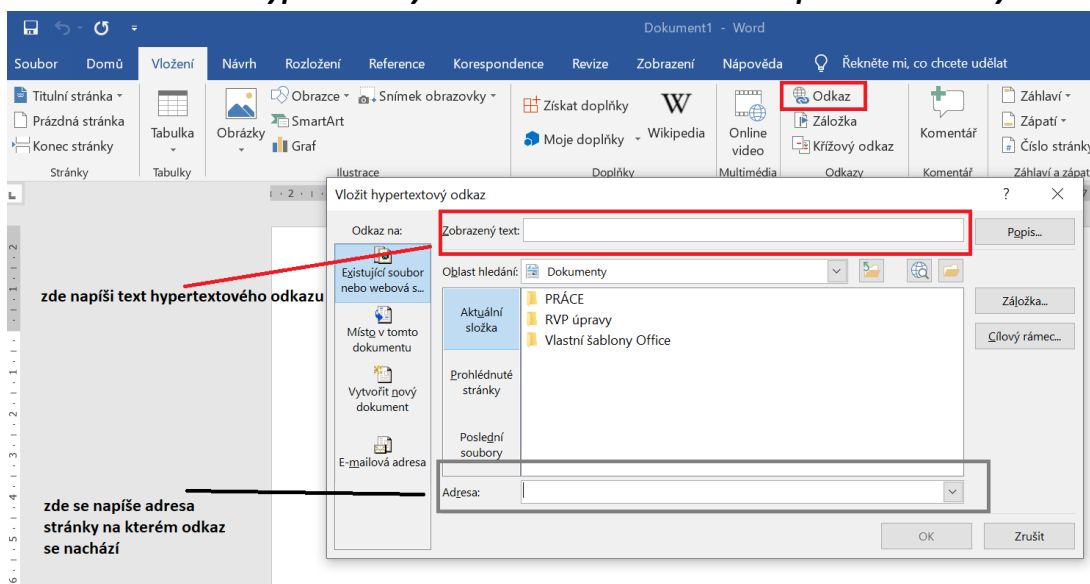 Dokument1 - Word
Soubor Domů Vložení Návrh Rozložení Reference Korespondence Revize Zobrazení Nápověda Řekněte mi, co chcete udělat
Titulní stránka
Prázdná stránka
Konec stránky
Stránky
Tabulka
Tabulky
Obrázky
Obrazce
SmartArt
Graf
Snímek obrazovky
Ilustrace
Získat doplňky
Moje doplňky
Wikipedia
Doplňky
Online
video
Multimédia
Odkaz
Záložka
Křížový odkaz
Odkazy
Komentář
Komentář
Záhlaví
Zápatí
Číslo stránky
Záhlaví a zápat
Vložit hypertextový odkaz
Odkaz na:
Zobrazený text:
Popis...
Existující soubor
nebo webová s...
Oblast hledání: Dokumenty
zde napíši text hypertextového odkazu
Místo v tomto
dokumentu
Vytvořit nový
dokument
E-mailová adresa
Aktuální
složka
Prohlédnuté
stránky
Poslední
soubory
PRÁCE
RVP úpravy
Vlastní šablony Office
Záložka...
Cílový rámec...
Adresa:
zde se napíše adresa
stránky na kterém odkaz
se nachází
OK
Zrušit